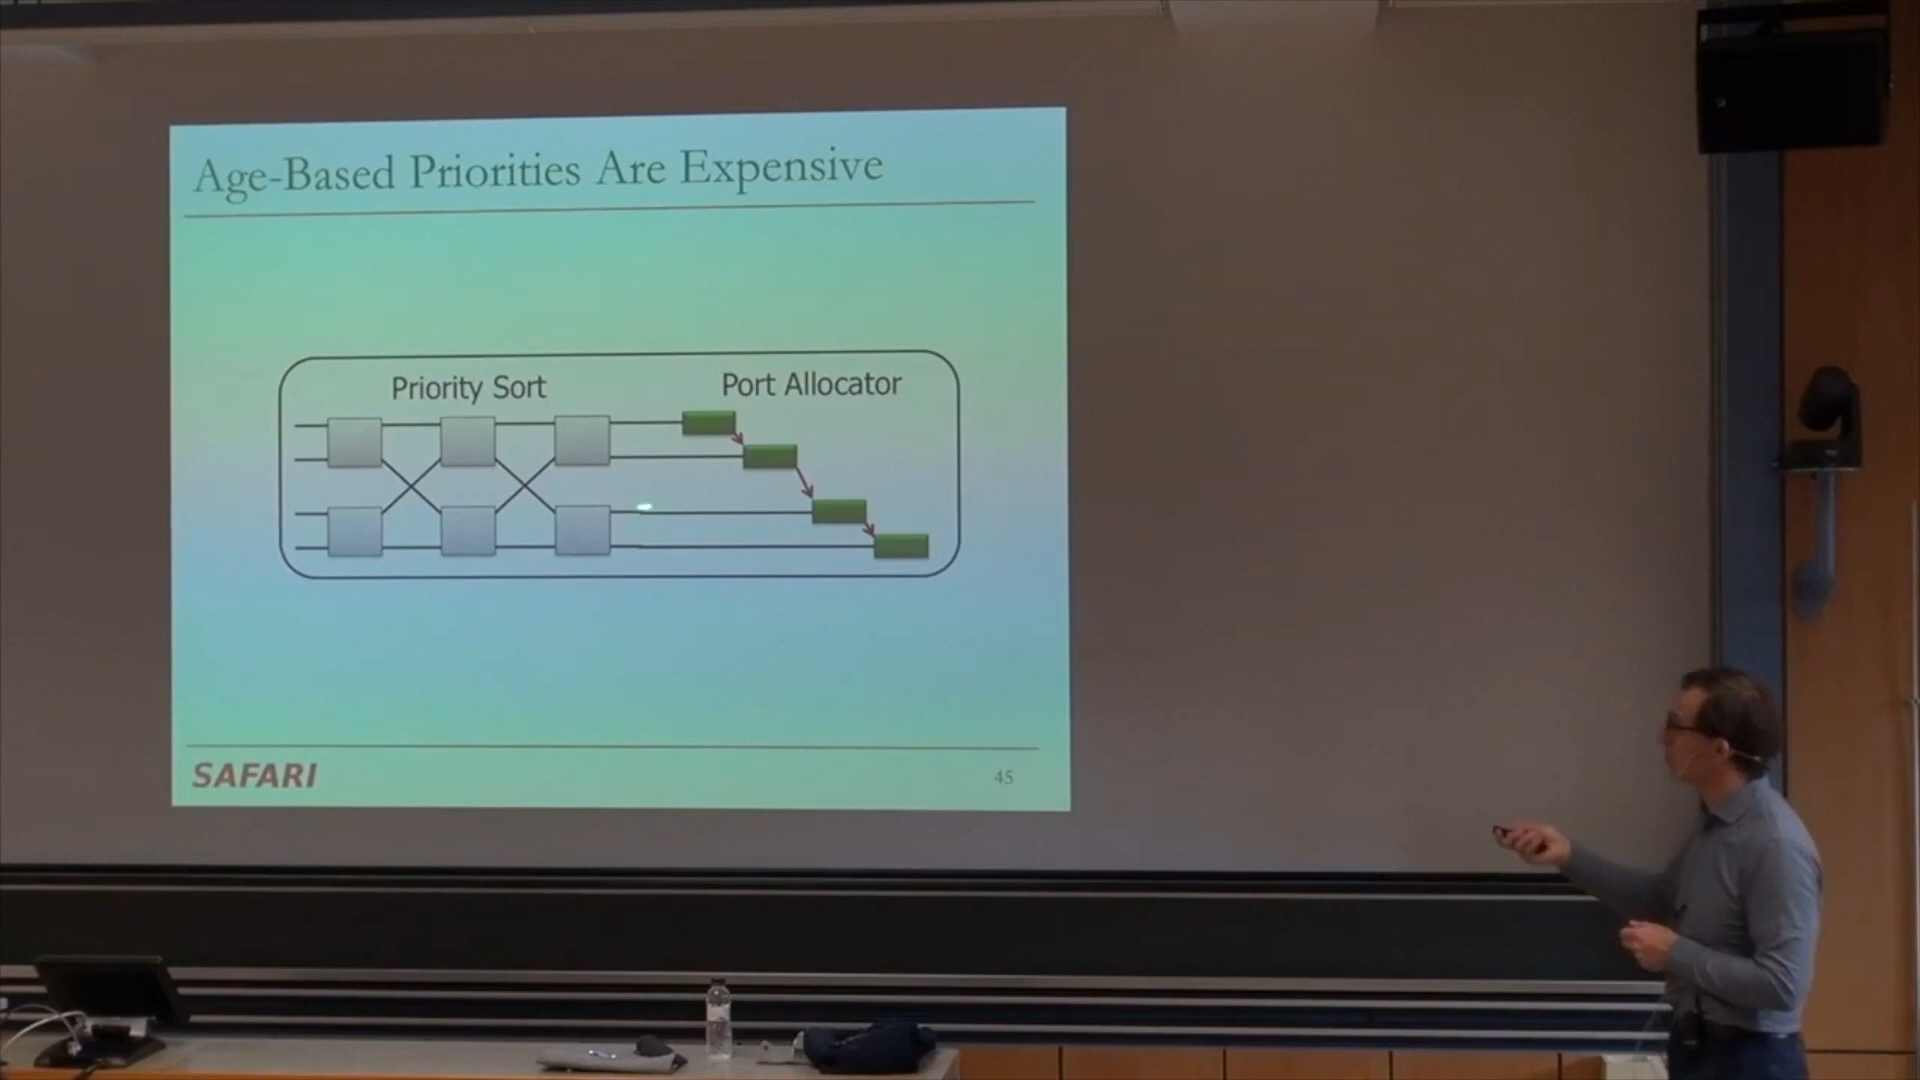 Age-Based Priorities Are Expensive
Priority Sort
Port Allocator
SAFARI
45